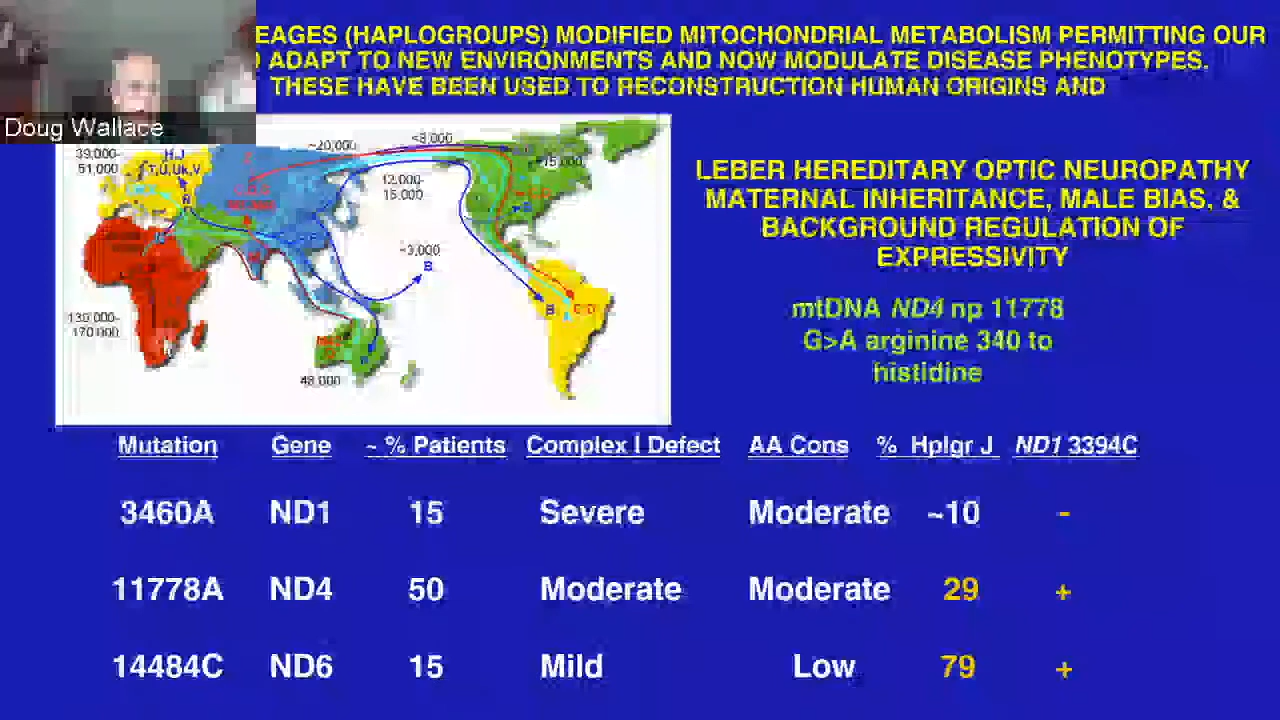 EAGES (HAPLOGROUPS) MODIFIED MITOCHONDRIAL METABOLISM PERMITTING OUR
ADAPT TO NEW ENVIRONMENTS AND NOW MODULATE DISEASE PHENOTYPES.
THESE HAVE BEEN USED TO RECONSTRUCTION HUMAN ORIGINS AND
Doug Wallace
39,000-
51,000
H,J
T,U,Uk,V
~20,000
<8,000
15,000
12,000-
15,000
~3,000
B
B
130,000-
170,000
48,000
LEBER HEREDITARY OPTIC NEUROPATHY
MATERNAL INHERITANCE, MALE BIAS, &
BACKGROUND REGULATION OF
EXPRESSIVITY
mtDNA ND4 np 11778
G>A arginine 340 to
histidine
Mutation Gene ~ % Patients Complex I Defect AA Cons % Hplgr J ND1 3394C
3460A ND1 15 Severe Moderate ~10 -
11778A ND4 50 Moderate Moderate 29 +
14484C ND6 15 Mild Low 79 +